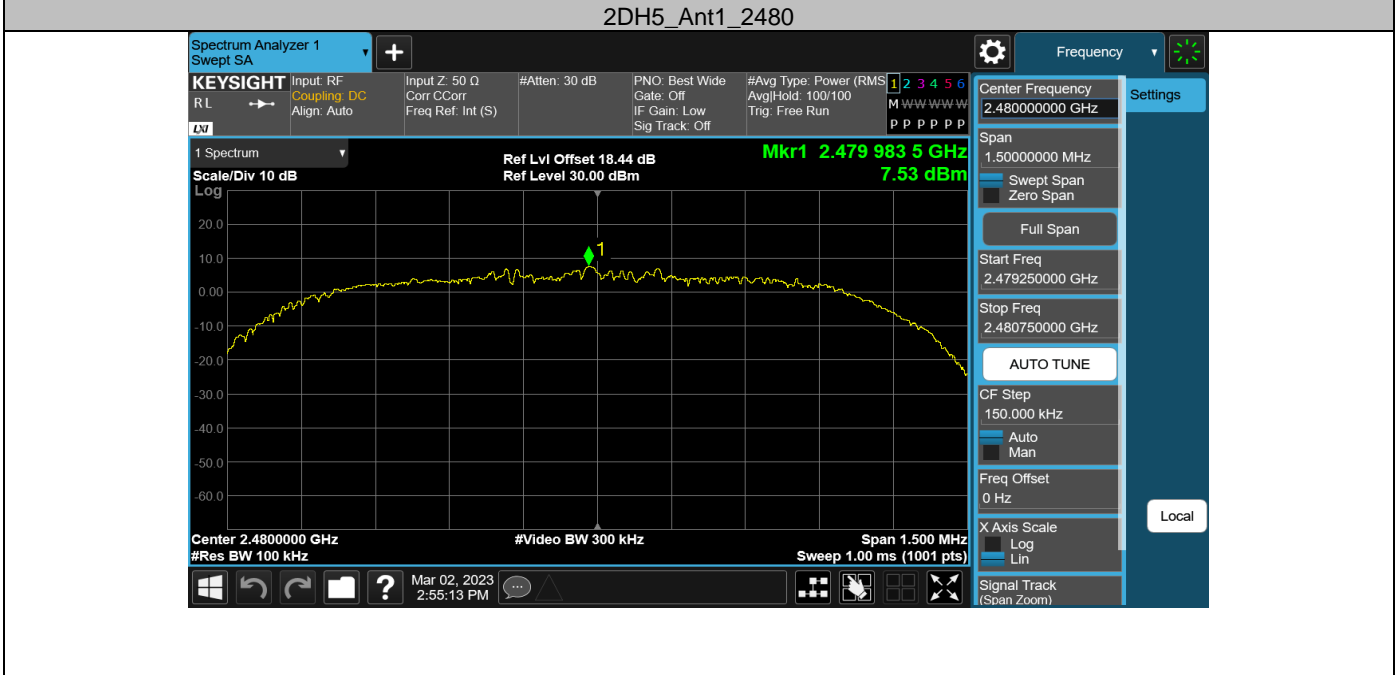 2DH5_Ant1_2480
Spectrum Analyzer 1
Swept SA
Frequency
KEYSIGHT
RL
LXI
Input: RF
Coupling: DC
Align: Auto
Input Z: 50 Ω
Corr CCorr
Freq Ref: Int (S)
#Atten: 30 dB
PNO: Best Wide
Gate: Off
IF Gain: Low
Sig Track: Off
#Avg Type: Power (RMS
Avg|Hold: 100/100
Trig: Free Run
1 2 3 4 5 6
M W W W W W
P P P P P P
1 Spectrum
Scale/Div 10 dB
Ref Lvl Offset 18.44 dB
Ref Level 30.00 dBm
Mkr1 2.479 983 5 GHz
7.53 dBm
Log
20.0
10.0
0.00
-10.0
-20.0
-30.0
-40.0
-50.0
-60.0
1
Center 2.4800000 GHz
#Res BW 100 kHz
#Video BW 300 kHz
Span 1.500 MHz
Sweep 1.00 ms (1001 pts)
Mar 02, 2023
2:55:13 PM
Center Frequency
2.480000000 GHz
Span
1.50000000 MHz
Swept Span
Zero Span
Full Span
Start Freq
2.479250000 GHz
Stop Freq
2.480750000 GHz
AUTO TUNE
CF Step
150.000 kHz
Auto
Man
Freq Offset
0 Hz
X Axis Scale
Log
Lin
Signal Track
(Span Zoom)
Settings
Local